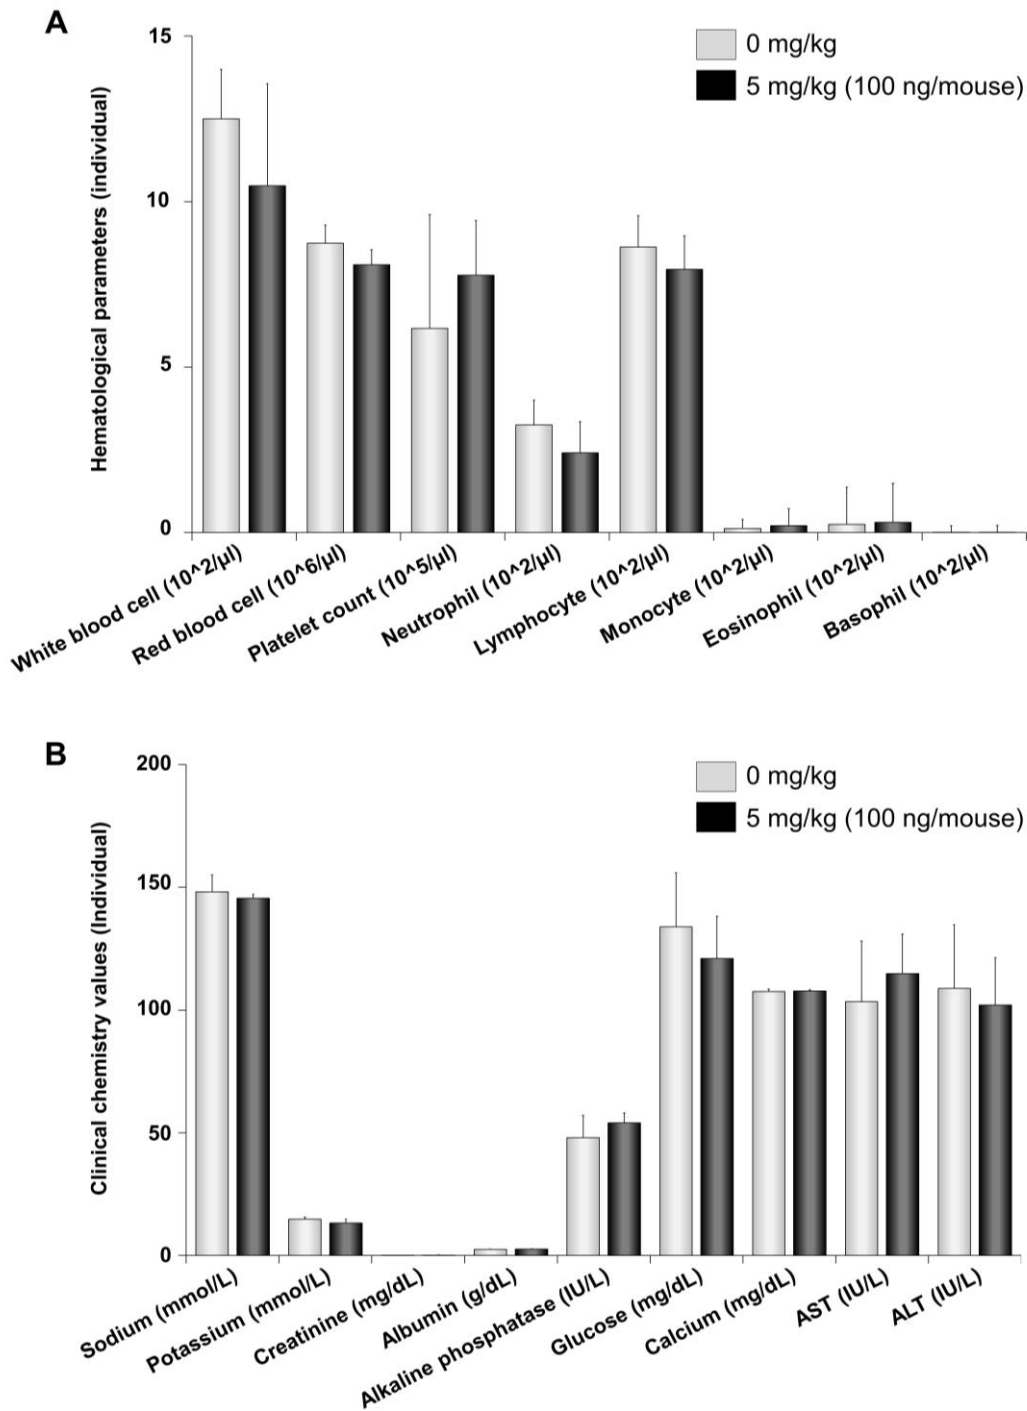 A
15
10
5
0
Hematological parameters (individual)
0 mg/kg
5 mg/kg (100 ng/mouse)
White blood cell (10^2/µl)
Red blood cell (10^6/µl)
Platelet count (10^5/µl)
Neutrophil (10^2/µl)
Lymphocyte (10^2/µl)
Monocyte (10^2/µl)
Eosinophil (10^2/µl)
Basophil (10^2/µl)
B
200
150
100
50
0
Clinical chemistry values (Individual)
0 mg/kg
5 mg/kg (100 ng/mouse)
Sodium (mmol/L)
Potassium (mmol/L)
Creatinine (mg/dL)
Albumin (g/dL)
Alkaline phosphatase (IU/L)
Glucose (mg/dL)
Calcium (mg/dL)
AST (IU/L)
ALT (IU/L)